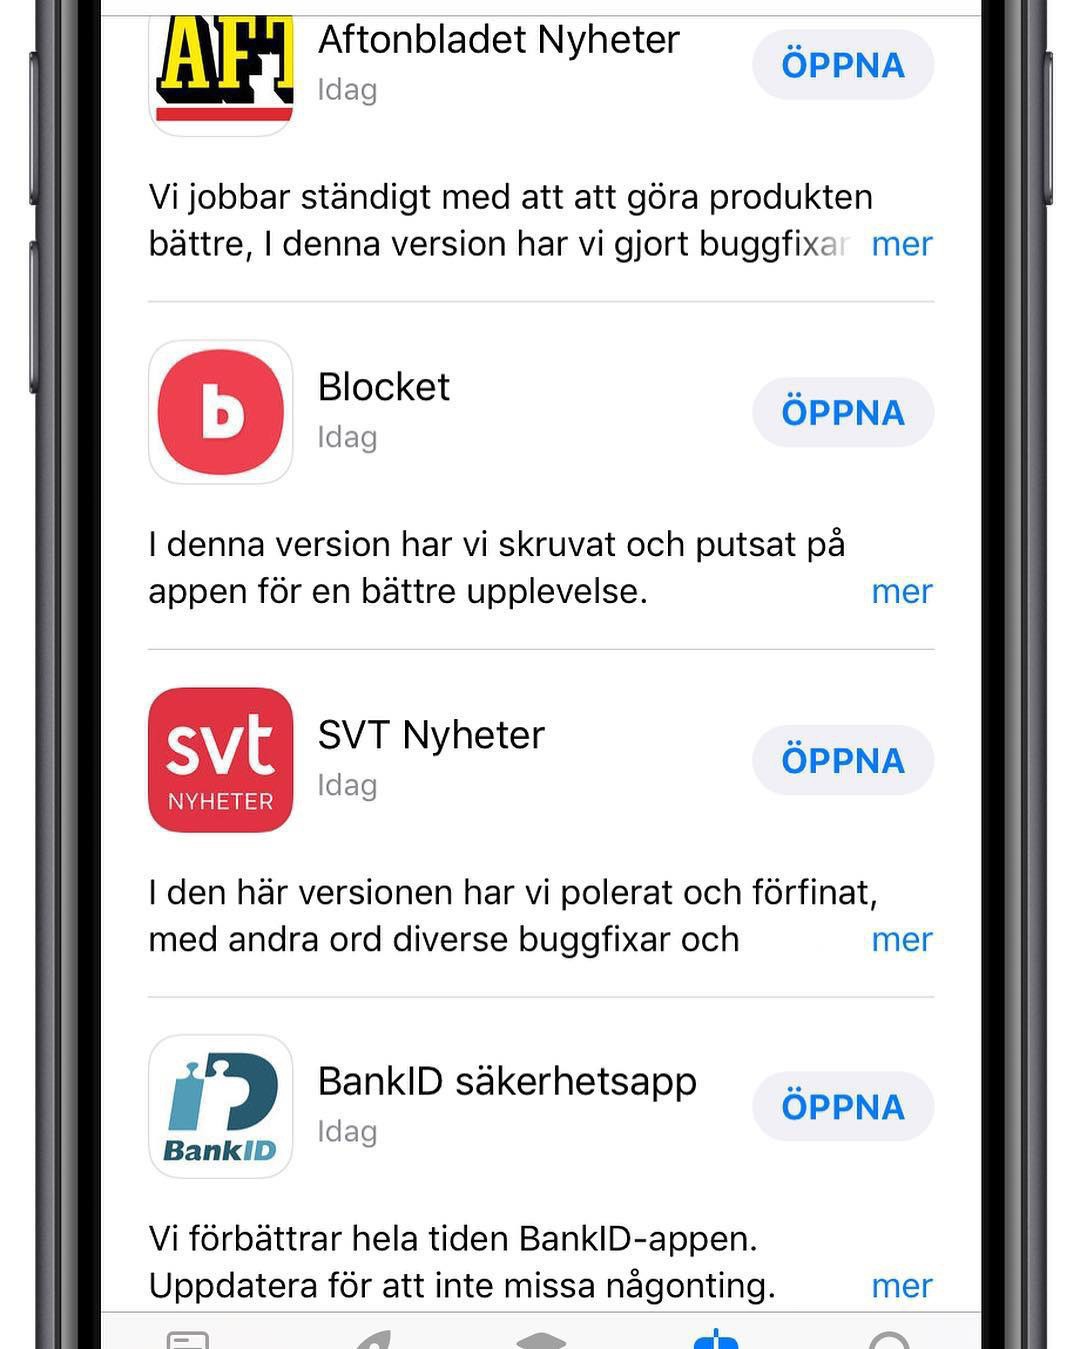 AFT
Aftonbladet Nyheter
Idag
ÖPPNA
Vi jobbar ständigt med att att göra produkten
bättre, I denna version har vi gjort buggfixar mer
b
Blocket
Idag
ÖPPNA
I denna version har vi skruvat och putsat på
appen för en bättre upplevelse. mer
svt
NYHETER
SVT Nyheter
Idag
ÖPPNA
I den här versionen har vi polerat och förfinat,
med andra ord diverse buggfixar och mer
BankID
BankID säkerhetsapp
Idag
ÖPPNA
Vi förbättrar hela tiden BankID-appen.
Uppdatera för att inte missa någonting. mer